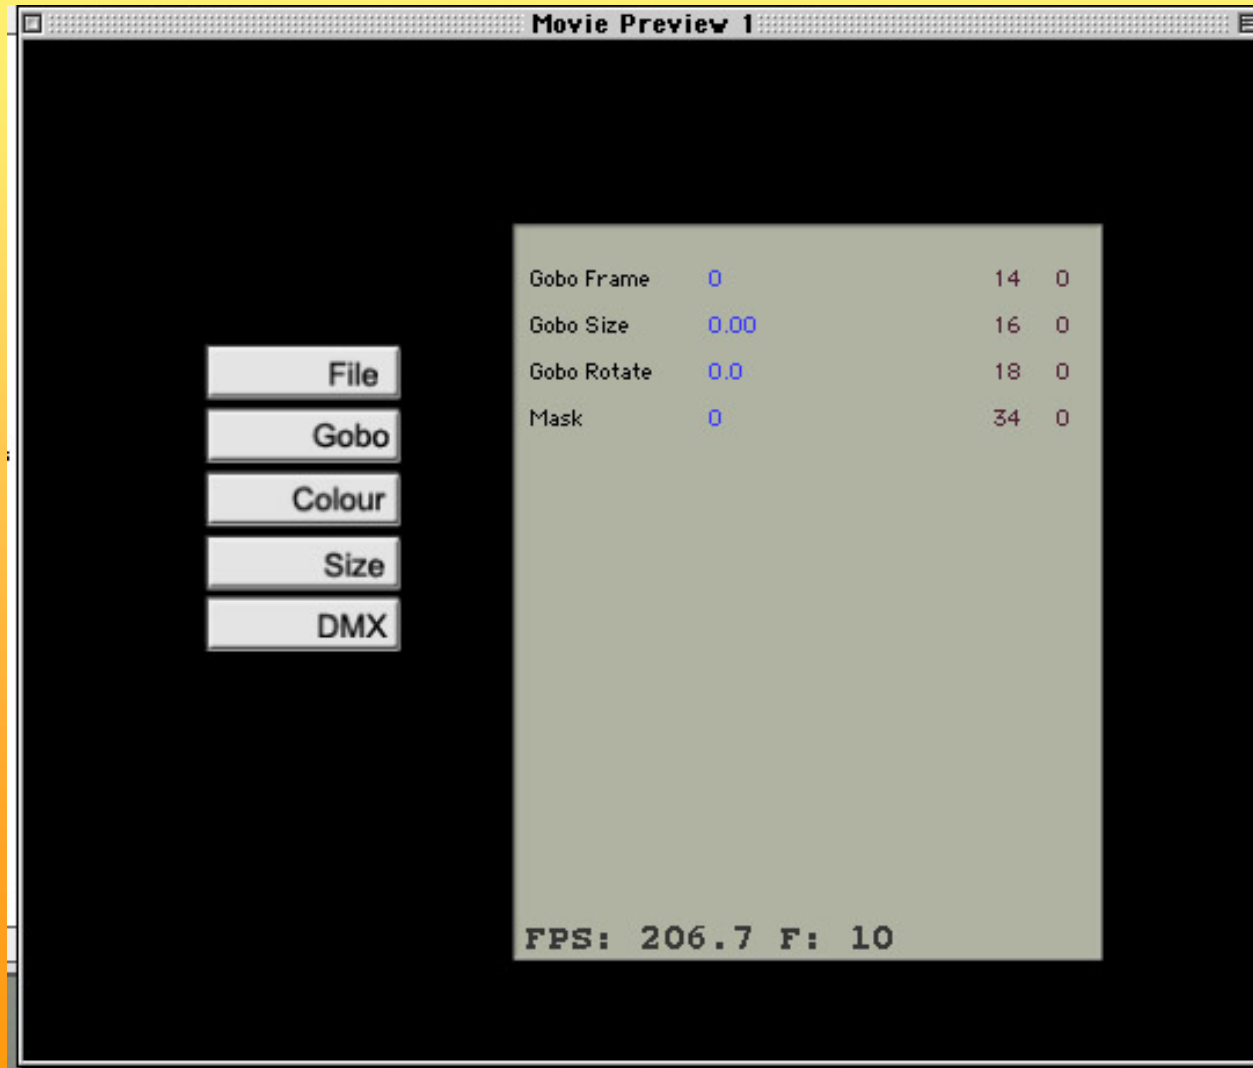 Movie Preview 1
File
Gobo
Colour
Size
DMX
Gobo Frame 0 14 0
Gobo Size 0.00 16 0
Gobo Rotate 0.0 18 0
Mask 0 34 0
FPS: 206.7 F: 10